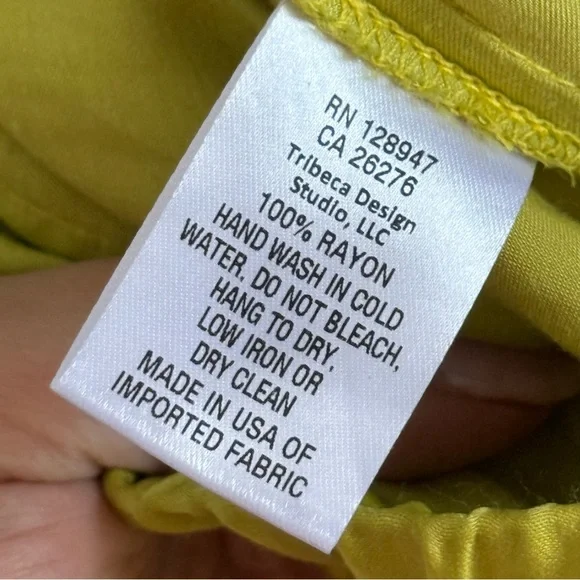 RN 128947
CA 26276
Tribeca Design
Studio, LLC
100% RAYON
HAND WASH IN COLD
WATER. DO NOT BLEACH,
HANG TO DRY,
LOW IRON OR
DRY CLEAN
MADE IN USA OF
IMPORTED FABRIC